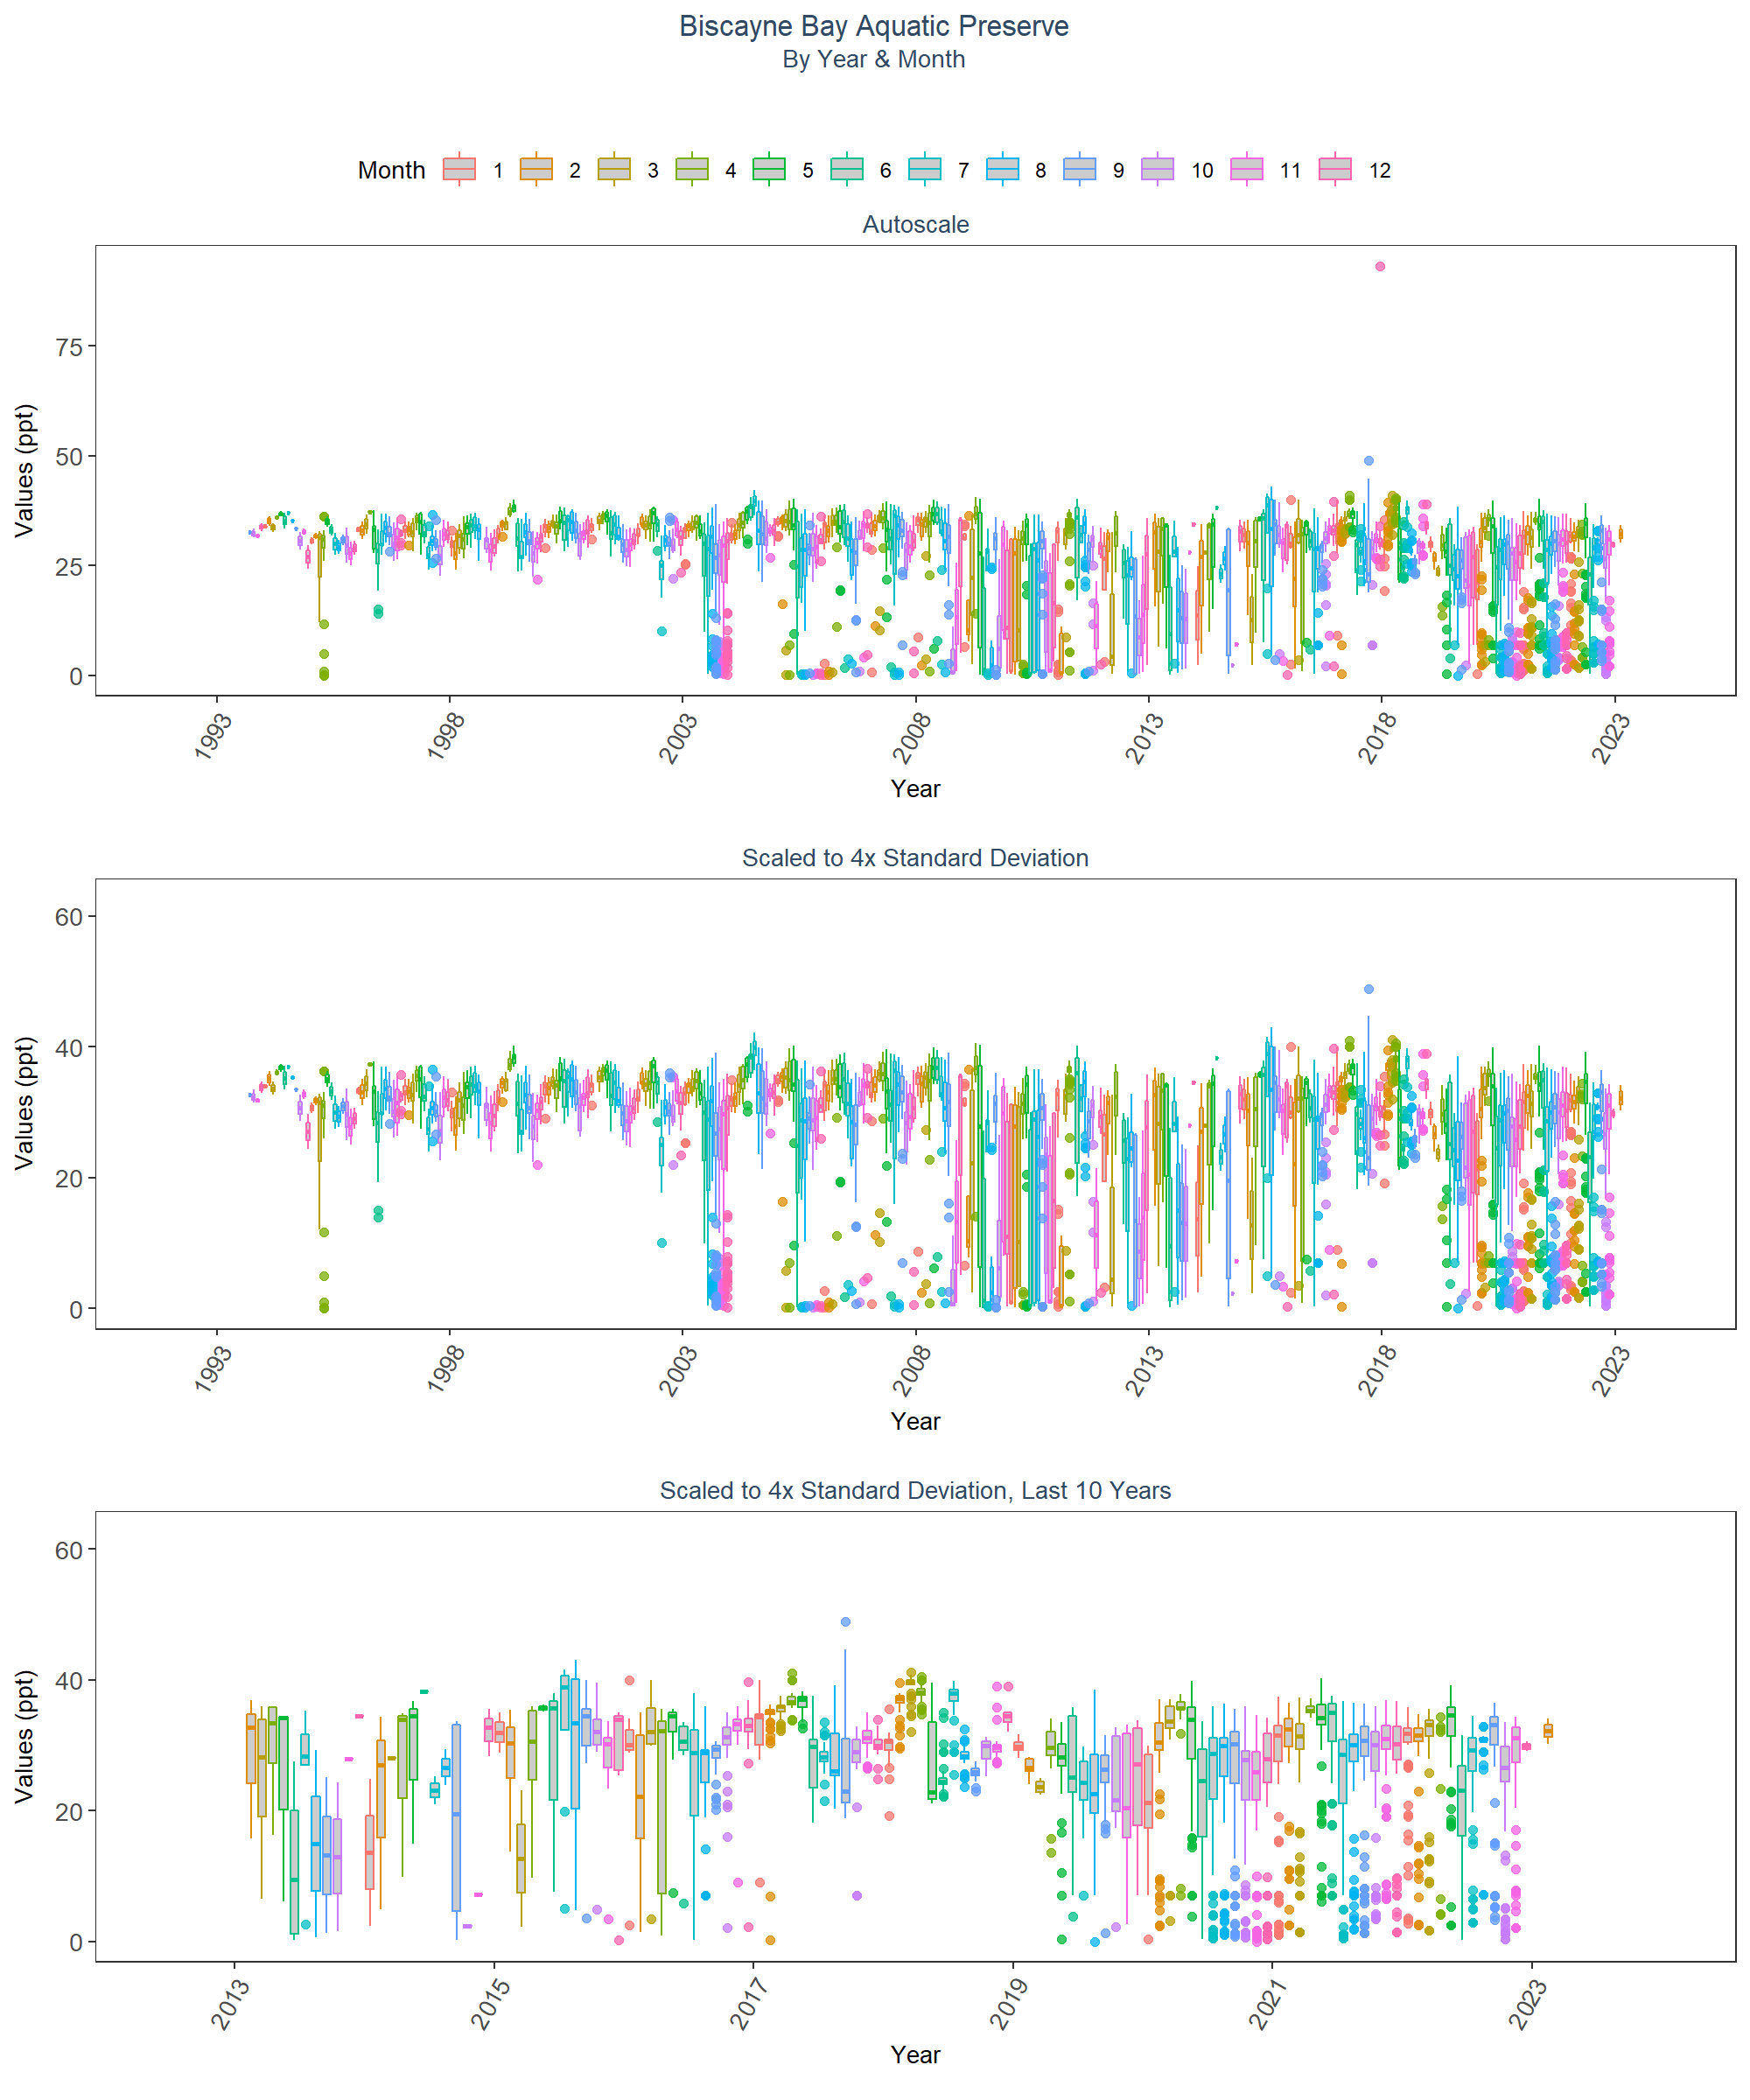 Biscayne Bay Aquatic Preserve
By Year & Month
Month 1 2 3 4 5 6 7 8 9 10 11 12
Autoscale
Values (ppt)
75
50
25
0
1993 1998 2003 2008 2013 2018 2023
Year
Scaled to 4x Standard Deviation
Values (ppt)
60
40
20
0
1993 1998 2003 2008 2013 2018 2023
Year
Scaled to 4x Standard Deviation, Last 10 Years
Values (ppt)
60
40
20
0
2013 2015 2017 2019 2021 2023
Year